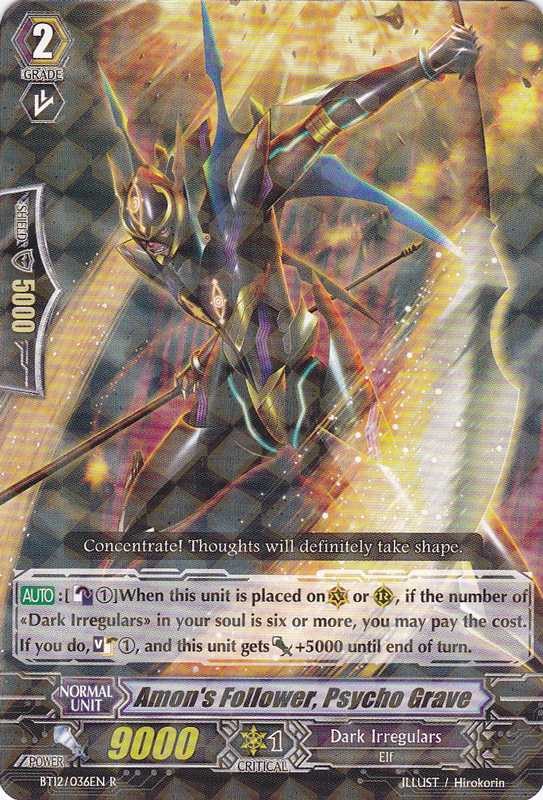 2
GRADE
SHIELD
5000
Concentrate! Thoughts will definitely take shape.
AUTO :[ ①]When this unit is placed on or , if the number of
«Dark Irregulars» in your soul is six or more, you may pay the cost.
If you do, ①, and this unit gets +5000 until end of turn.
NORMAL
UNIT
Amon's Follower, Psycho Grave
POWER
9000
1
CRITICAL
Dark Irregulars
Elf
BT12/036EN R
ILLUST / Hirokorin